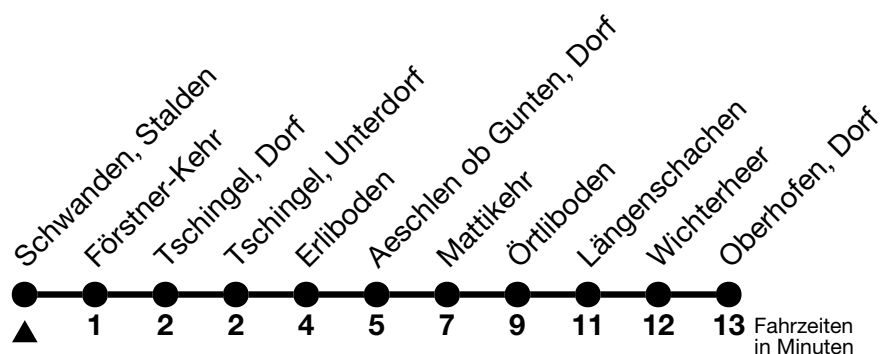 Schwanden, Stalden
Förstner-Kehr
Tschingel, Dorf
Tschingel, Unterdorf
Erliboden
Aeschlen ob Gunten, Dorf
Mattikehr
Örtliboden
Längenschachen
Wichterheer
Oberhofen, Dorf
1 2 2 4 5 7 9 11 12 13 Fahrzeiten
in Minuten